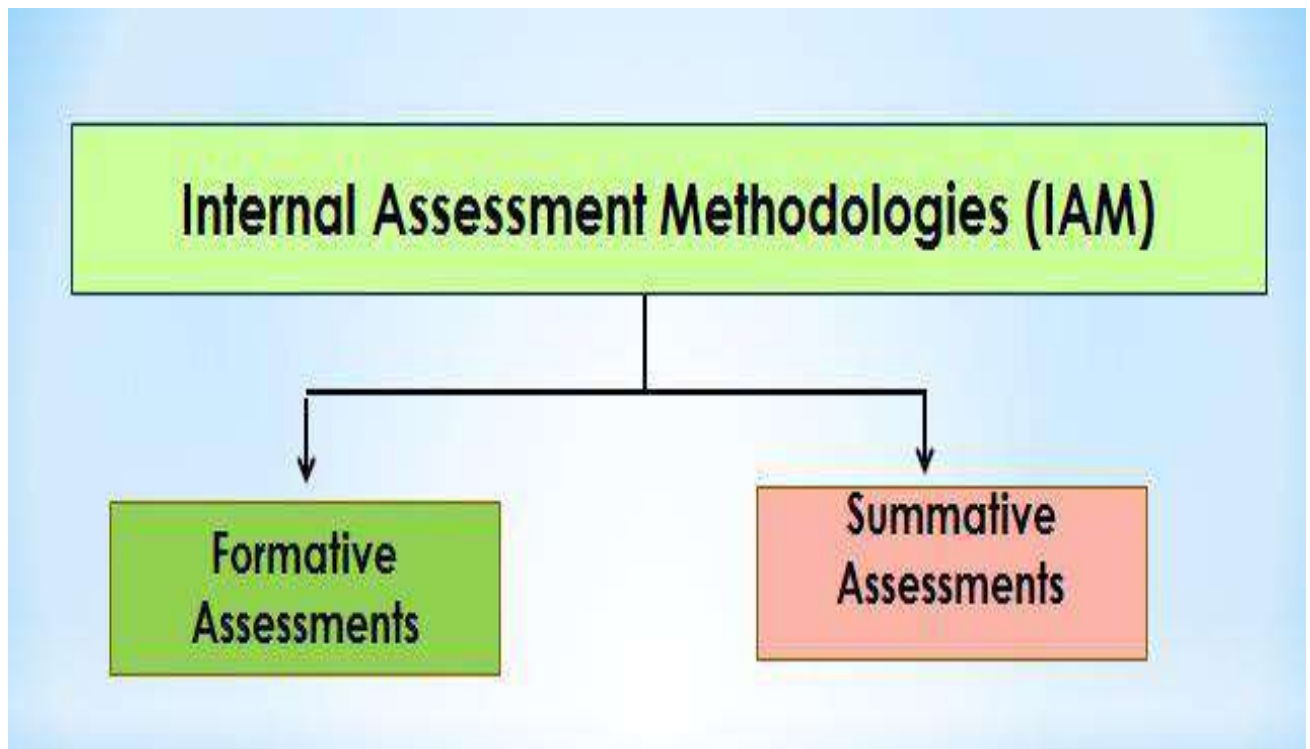 Internal Assessment Methodologies (IAM)
Formative
Assessments
Summative
Assessments